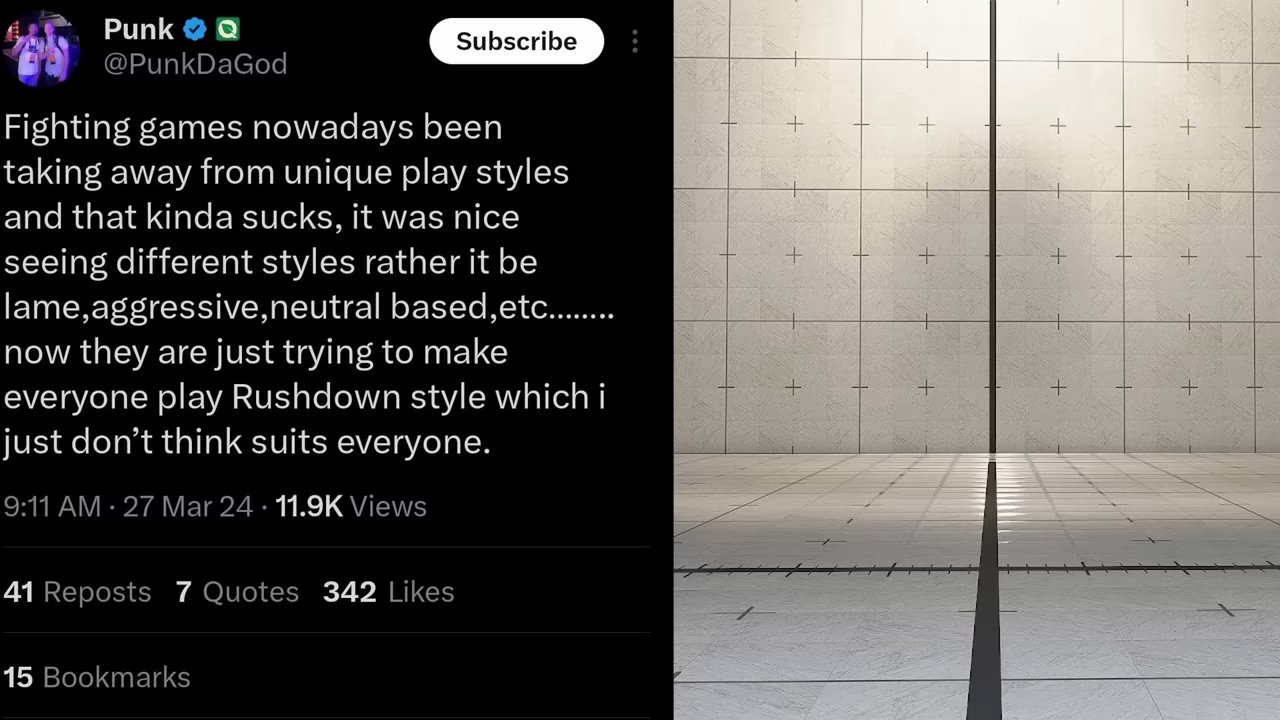 Punk
Subscribe
@PunkDaGod
Fighting games nowadays been
taking away from unique play styles
and that kinda sucks, it was nice
seeing different styles rather it be
lame,aggressive,neutral based,etc........
now they are just trying to make
everyone play Rushdown style which i
just don’t think suits everyone.
9:11 AM · 27 Mar 24 · 11.9K Views
41 Reposts 7 Quotes 342 Likes
15 Bookmarks